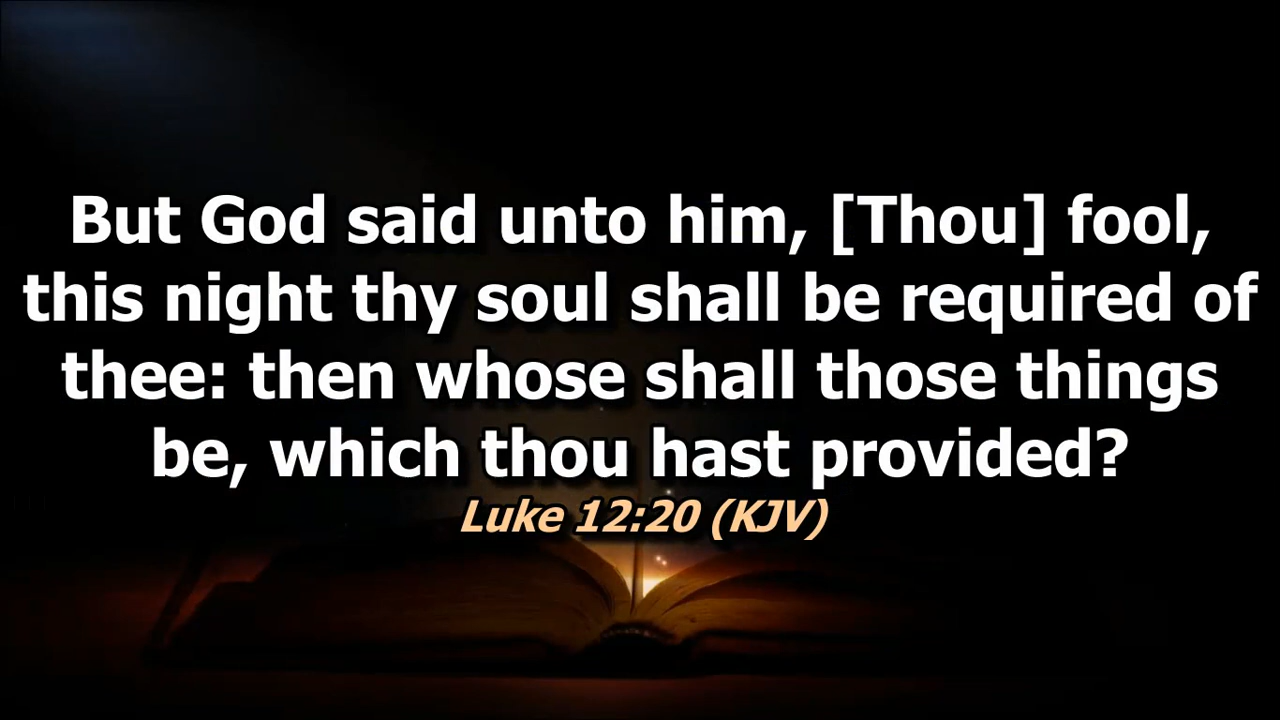 But God said unto him, [Thou] fool,
this night thy soul shall be required of
thee: then whose shall those things
be, which thou hast provided?
Luke 12:20 (KJV)